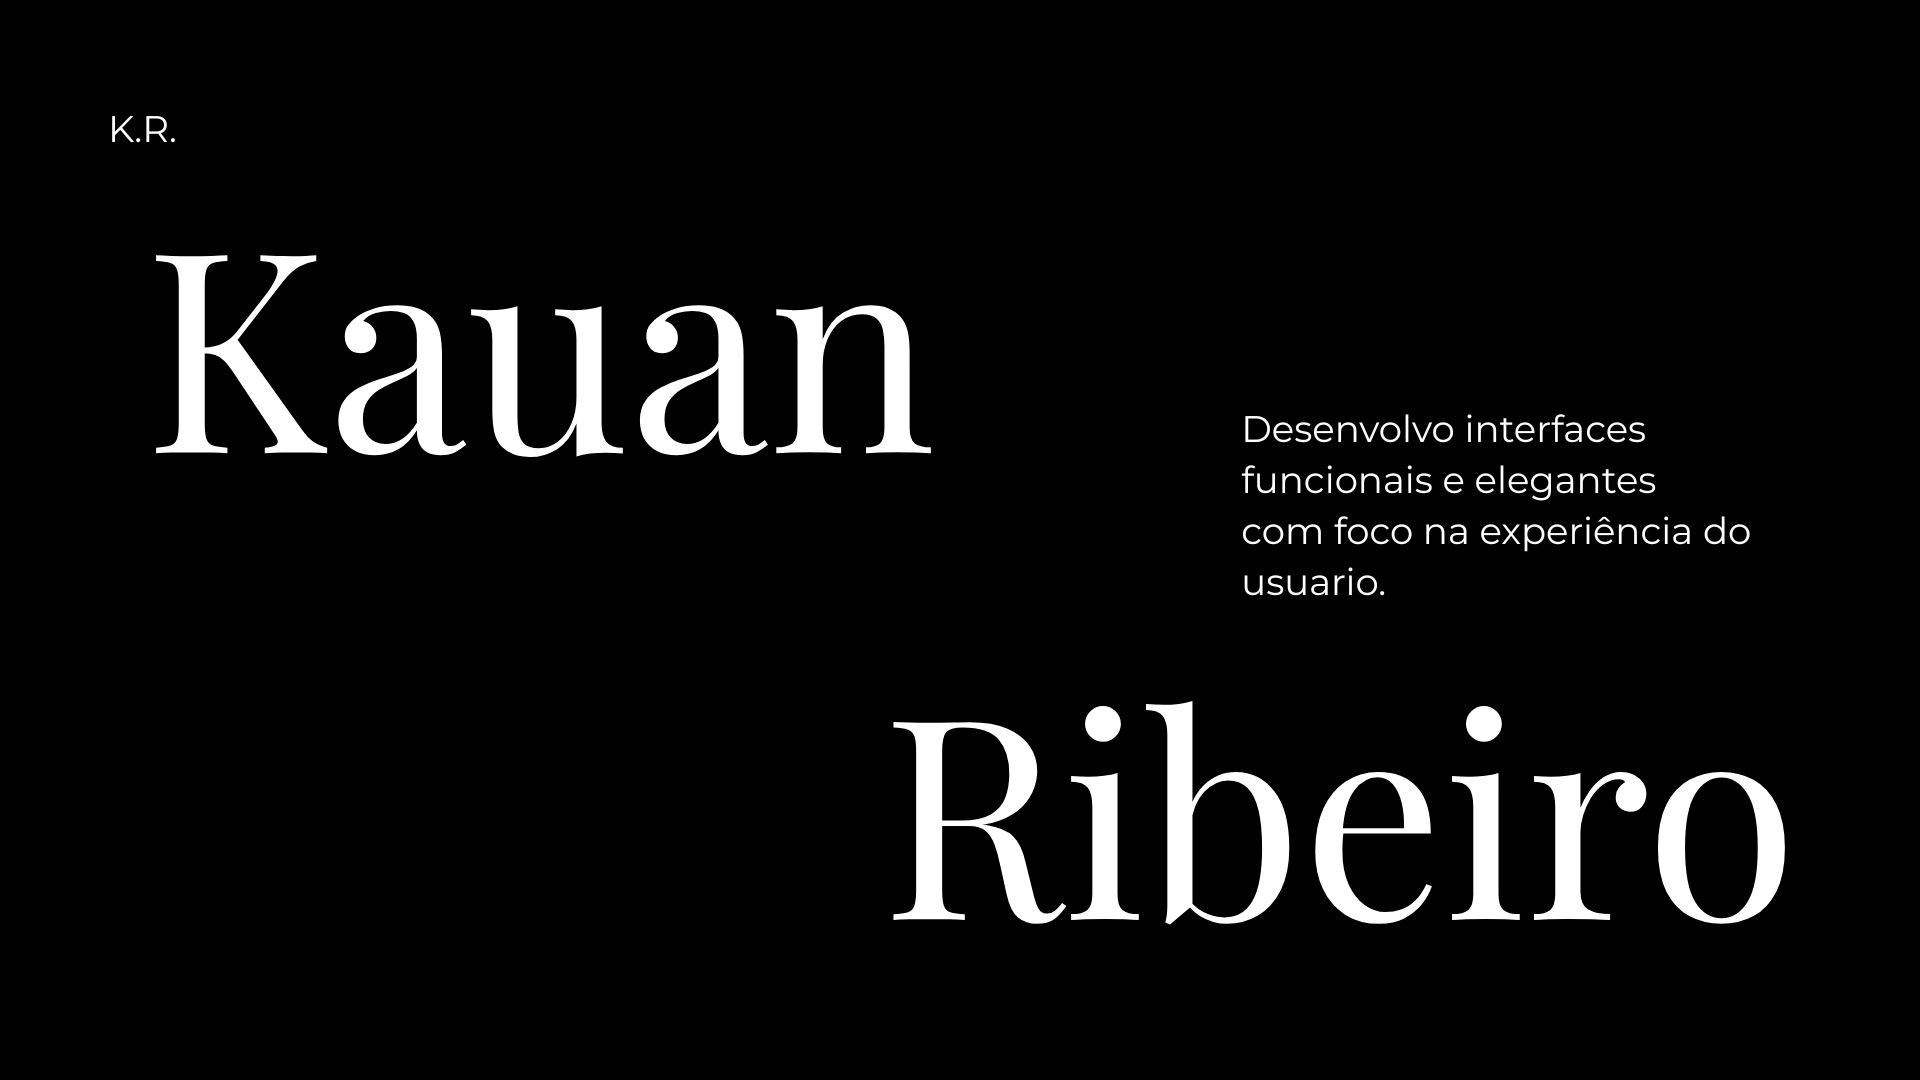 K.R.
Kauan
Desenvolvo interfaces
funcionais e elegantes
com foco na experiência do
usuario.
Ribeiro